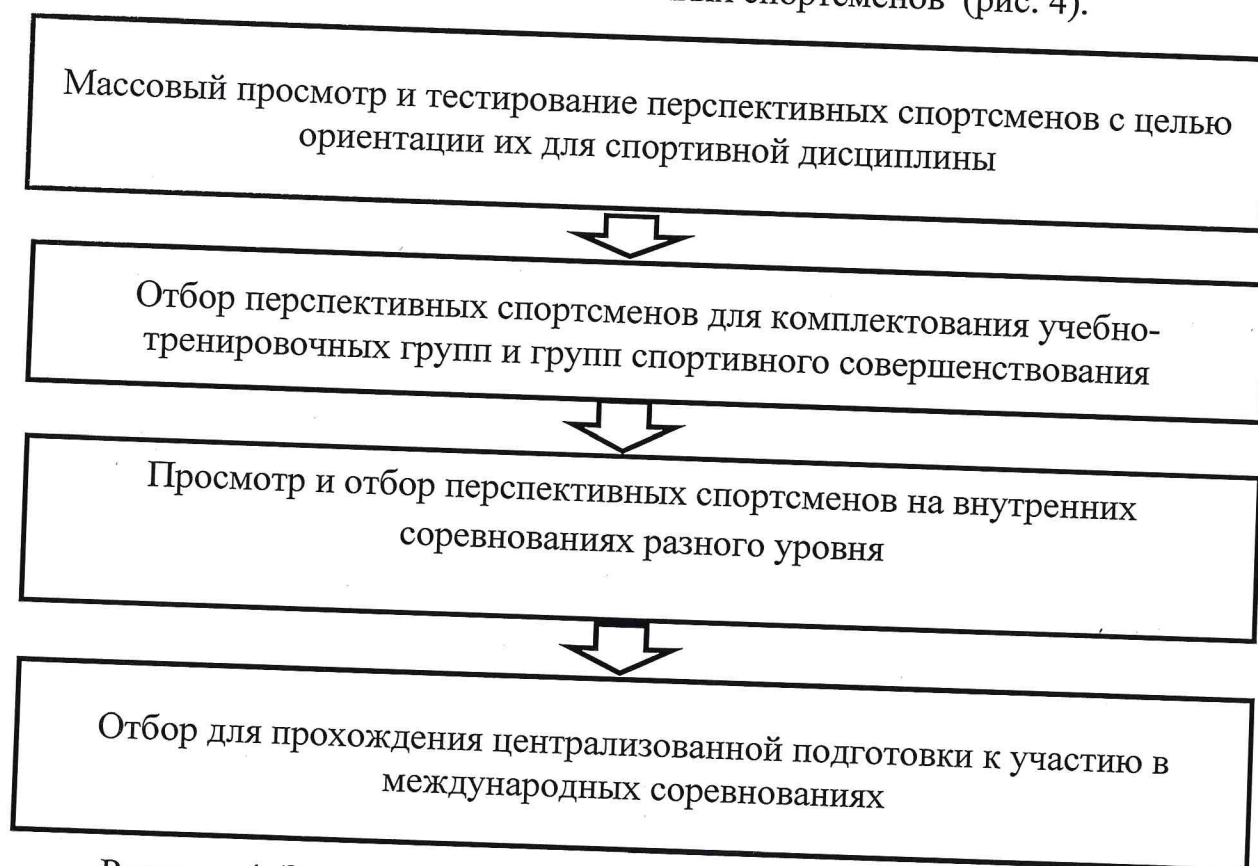 спортсменов (рис. 4).
Массовый просмотр и тестирование перспективных спортсменов с целью
ориентации их для спортивной дисциплины
Отбор перспективных спортсменов для комплектования учебно-
тренировочных групп и групп спортивного совершенствования
Просмотр и отбор перспективных спортсменов на внутренних
соревнованиях разного уровня
Отбор для прохождения централизованной подготовки к участию в
международных соревнованиях